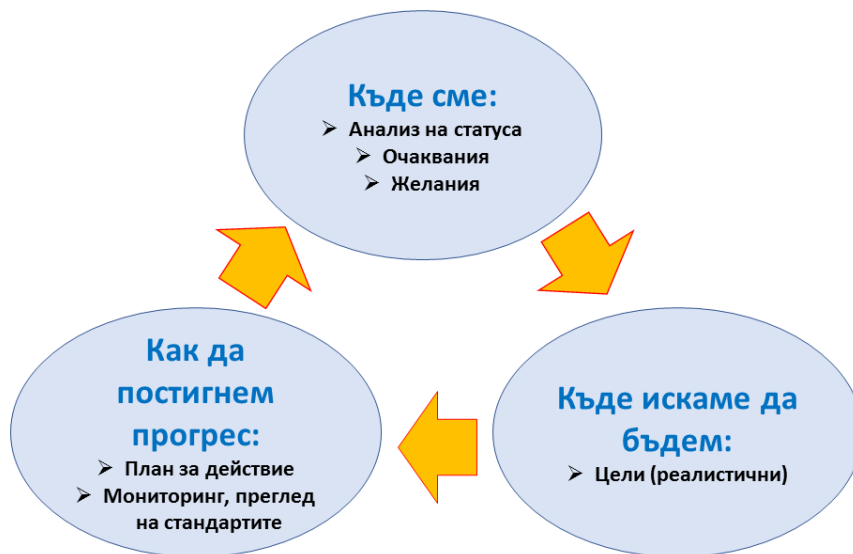 Къде сме:
➢ Анализ на статуса
➢ Очаквания
➢ Желания
Как да
постигнем
прогрес:
➢ План за действие
➢ Мониторинг, преглед
на стандартите
Къде искаме да
бъдем:
➢ Цели (реалистични)